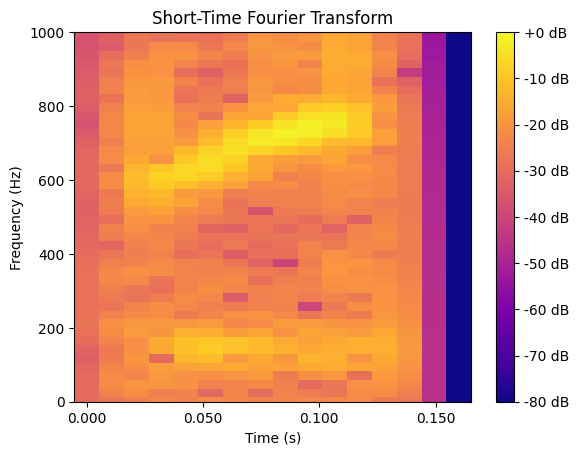 Short-Time Fourier Transform
1000
800
600
400
200
0
Frequency (Hz)
0.000
0.050
0.100
0.150
Time (s)
+0 dB
-10 dB
-20 dB
-30 dB
-40 dB
-50 dB
-60 dB
-70 dB
-80 dB